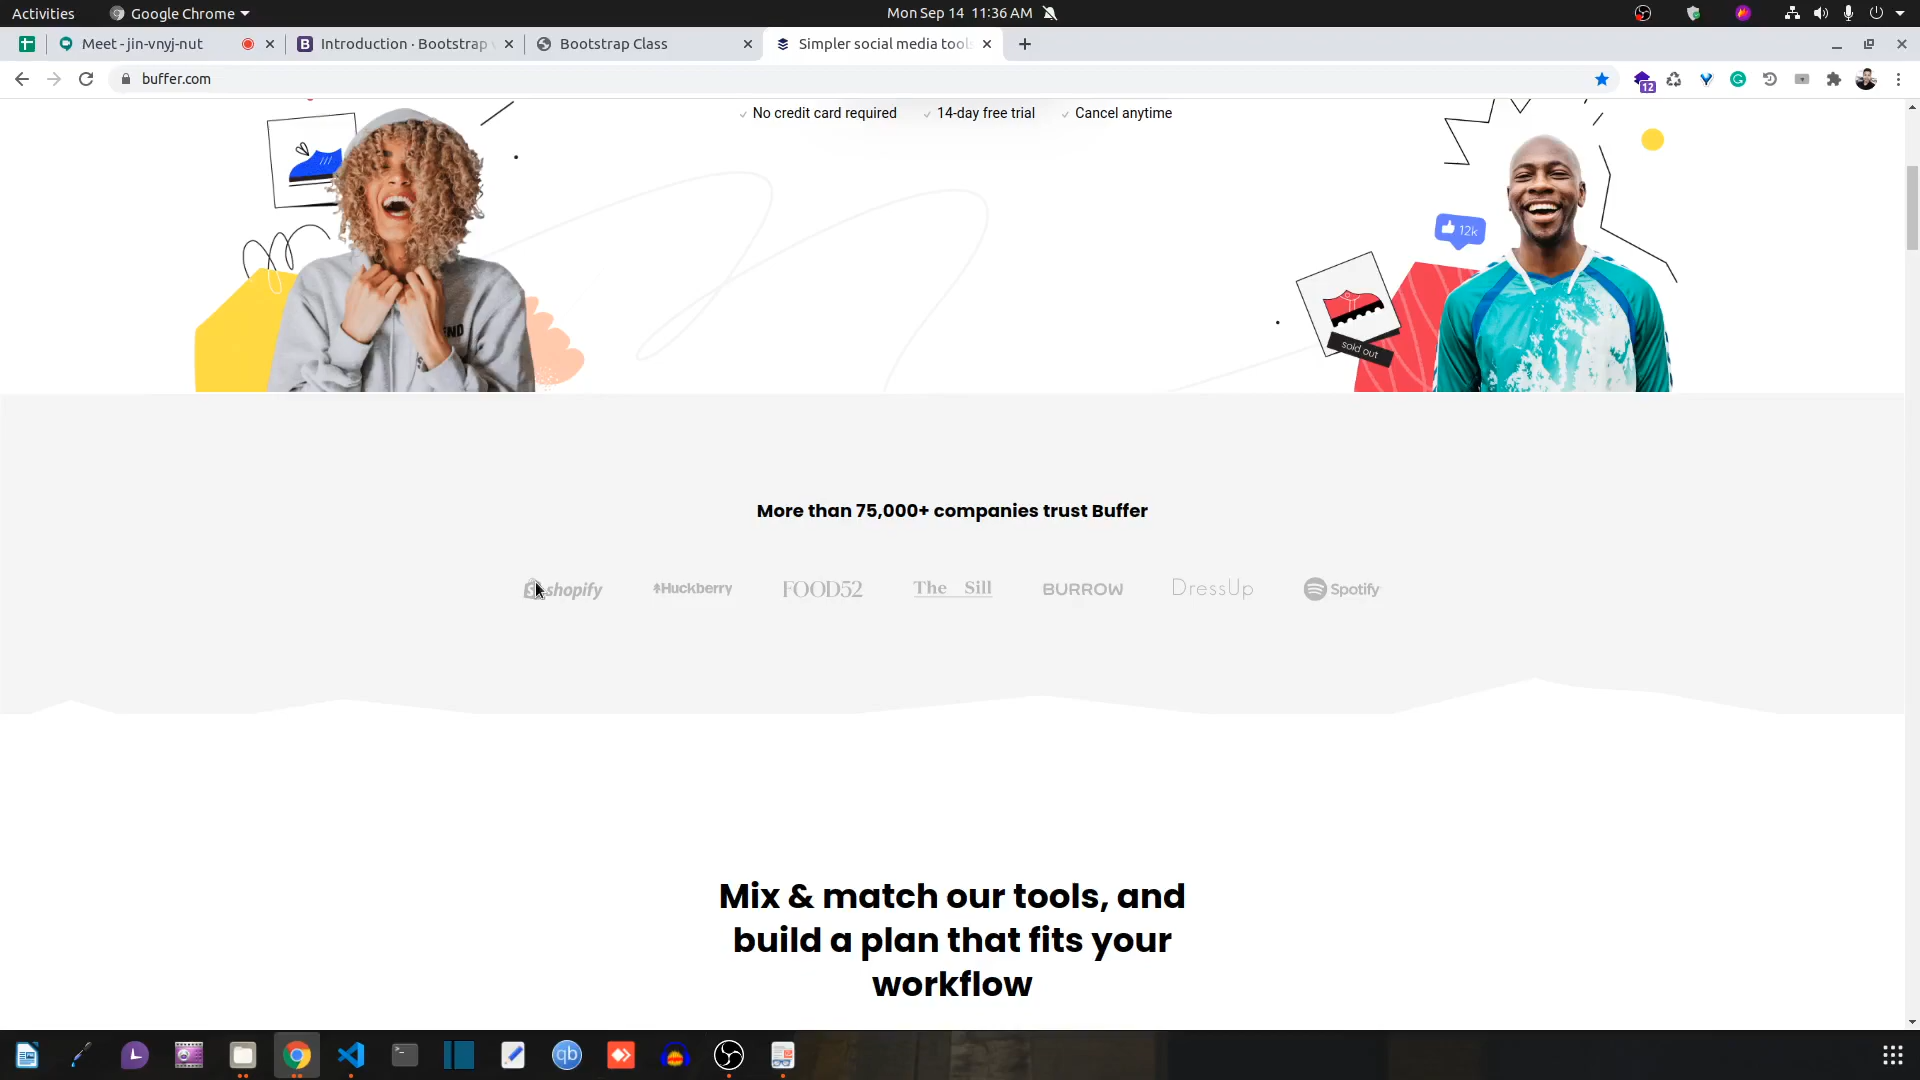 Activities
Google Chrome
Mon Sep 14 11:36 AM
Meet - jin-vnyj-nut
Introduction · Bootstrap
Bootstrap Class
Simpler social media tools
buffer.com
12
No credit card required
14-day free trial
Cancel anytime
12k
sold out
More than 75,000+ companies trust Buffer
shopify
Huckberry
FOOD52
The Sill
BURROW
DressUp
Spotify
Mix & match our tools, and
build a plan that fits your
workflow
qb